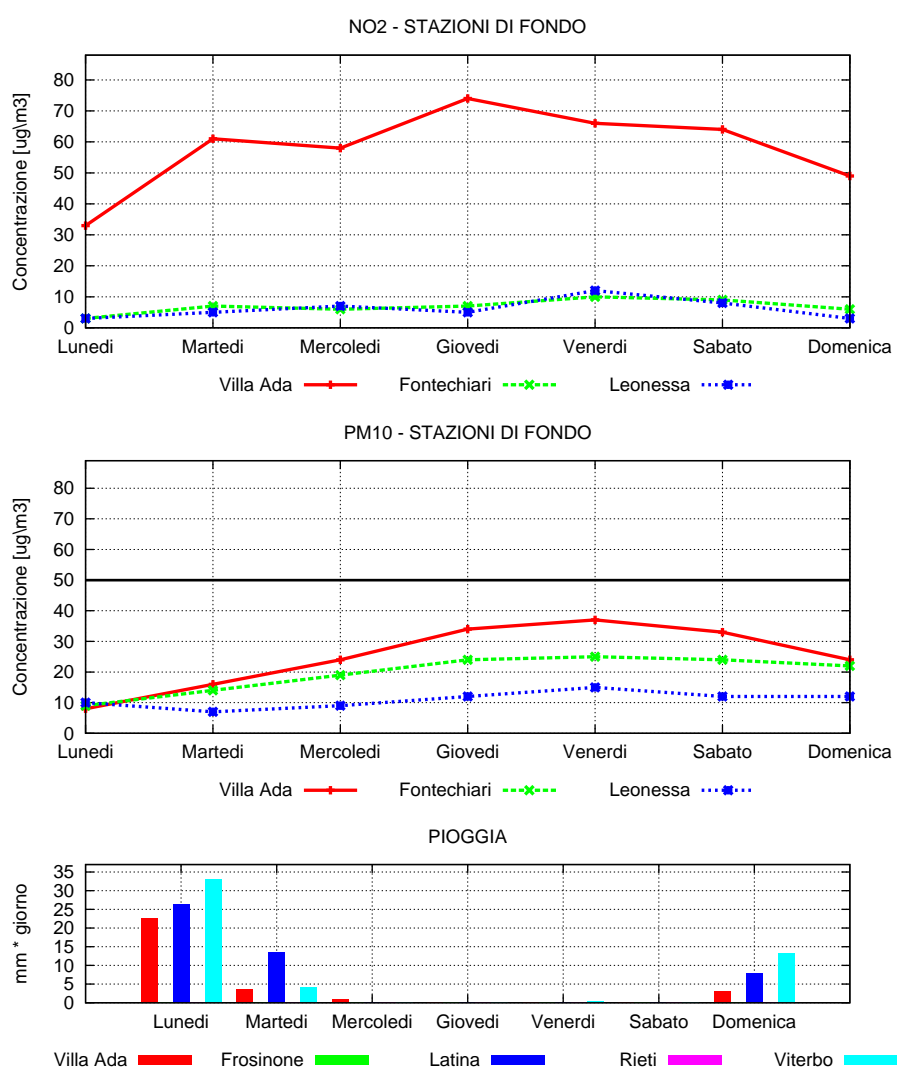 NO2 - STAZIONI DI FONDO
80
70
60
50
40
30
20
10
0
Concentrazione [ug\m3]
Lunedi Martedi Mercoledi Giovedi Venerdi Sabato Domenica
Villa Ada Fontechiari Leonessa
PM10 - STAZIONI DI FONDO
80
70
60
50
40
30
20
10
0
Concentrazione [ug\m3]
Lunedi Martedi Mercoledi Giovedi Venerdi Sabato Domenica
Villa Ada Fontechiari Leonessa
PIOGGIA
35
30
25
20
15
10
5
0
mm * giorno
Lunedi Martedi Mercoledi Giovedi Venerdi Sabato Domenica
Villa Ada Frosinone Latina Rieti Viterbo